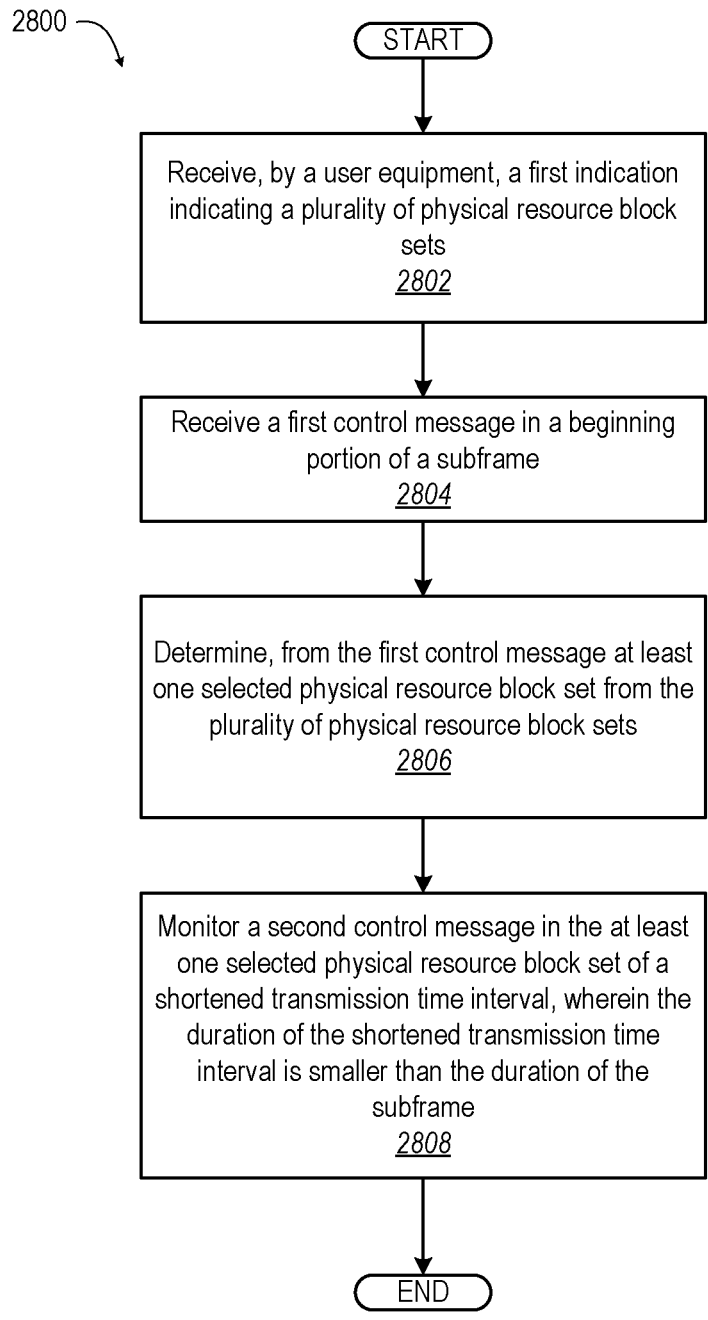 2800
START
Receive, by a user equipment, a first indication
indicating a plurality of physical resource block
sets
2802
Receive a first control message in a beginning
portion of a subframe
2804
Determine, from the first control message at least
one selected physical resource block set from the
plurality of physical resource block sets
2806
Monitor a second control message in the at least
one selected physical resource block set of a
shortened transmission time interval, wherein the
duration of the shortened transmission time
interval is smaller than the duration of the
subframe
2808
END